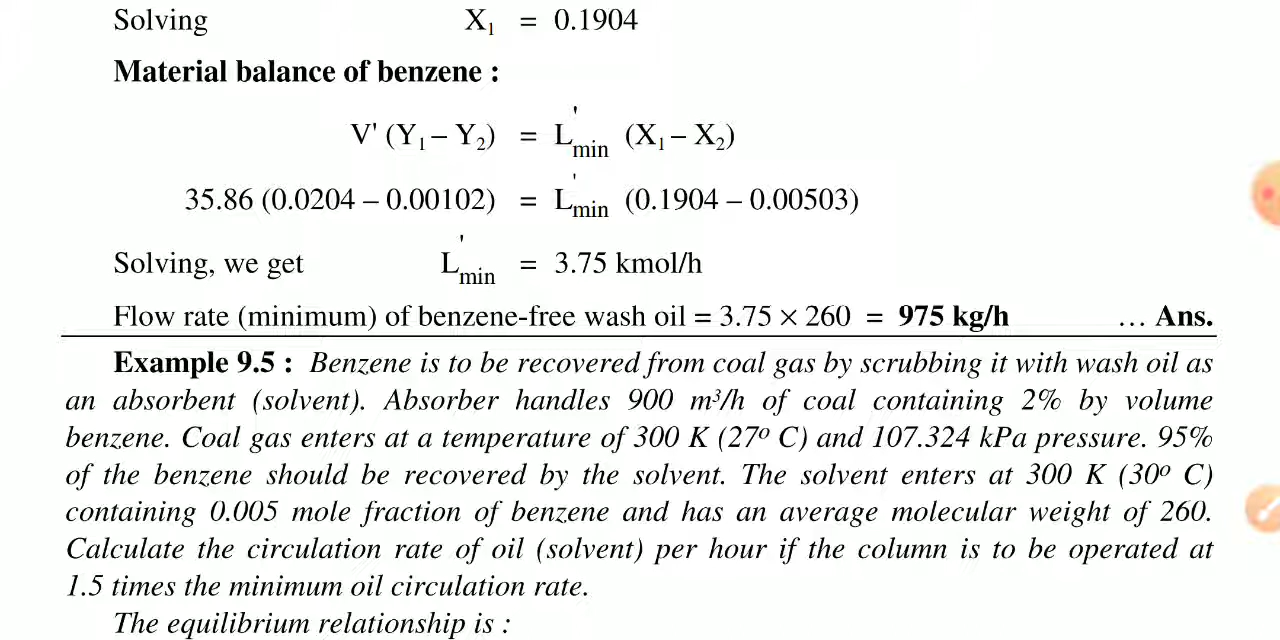 Solving X₁ = 0.1904
Material balance of benzene :
V' (Y₁ – Y₂) = L'min (X₁ – X₂)
35.86 (0.0204 – 0.00102) = L'min (0.1904 – 0.00503)
Solving, we get L'min = 3.75 kmol/h
Flow rate (minimum) of benzene-free wash oil = 3.75 × 260 = 975 kg/h … Ans.
Example 9.5 : Benzene is to be recovered from coal gas by scrubbing it with wash oil as
an absorbent (solvent). Absorber handles 900 m³/h of coal containing 2% by volume
benzene. Coal gas enters at a temperature of 300 K (27º C) and 107.324 kPa pressure. 95%
of the benzene should be recovered by the solvent. The solvent enters at 300 K (30º C)
containing 0.005 mole fraction of benzene and has an average molecular weight of 260.
Calculate the circulation rate of oil (solvent) per hour if the column is to be operated at
1.5 times the minimum oil circulation rate.
The equilibrium relationship is :